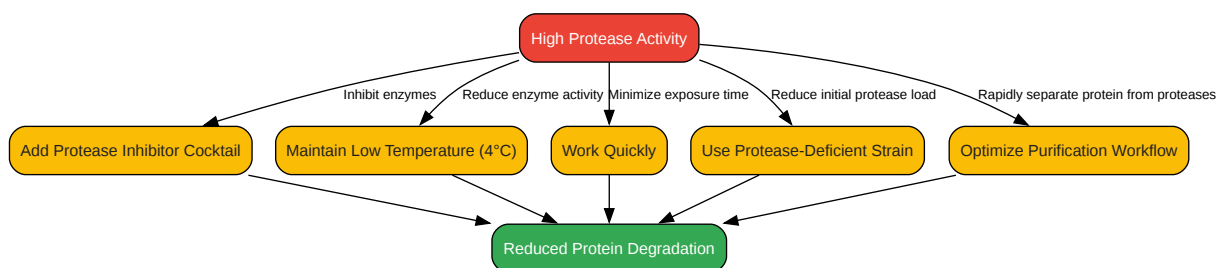 High Protease Activity
Inhibit enzymes
Reduce enzyme activity
Minimize exposure time
Reduce initial protease load
Rapidly separate protein from proteases
Add Protease Inhibitor Cocktail
Maintain Low Temperature (4°C)
Work Quickly
Use Protease-Deficient Strain
Optimize Purification Workflow
Reduced Protein Degradation